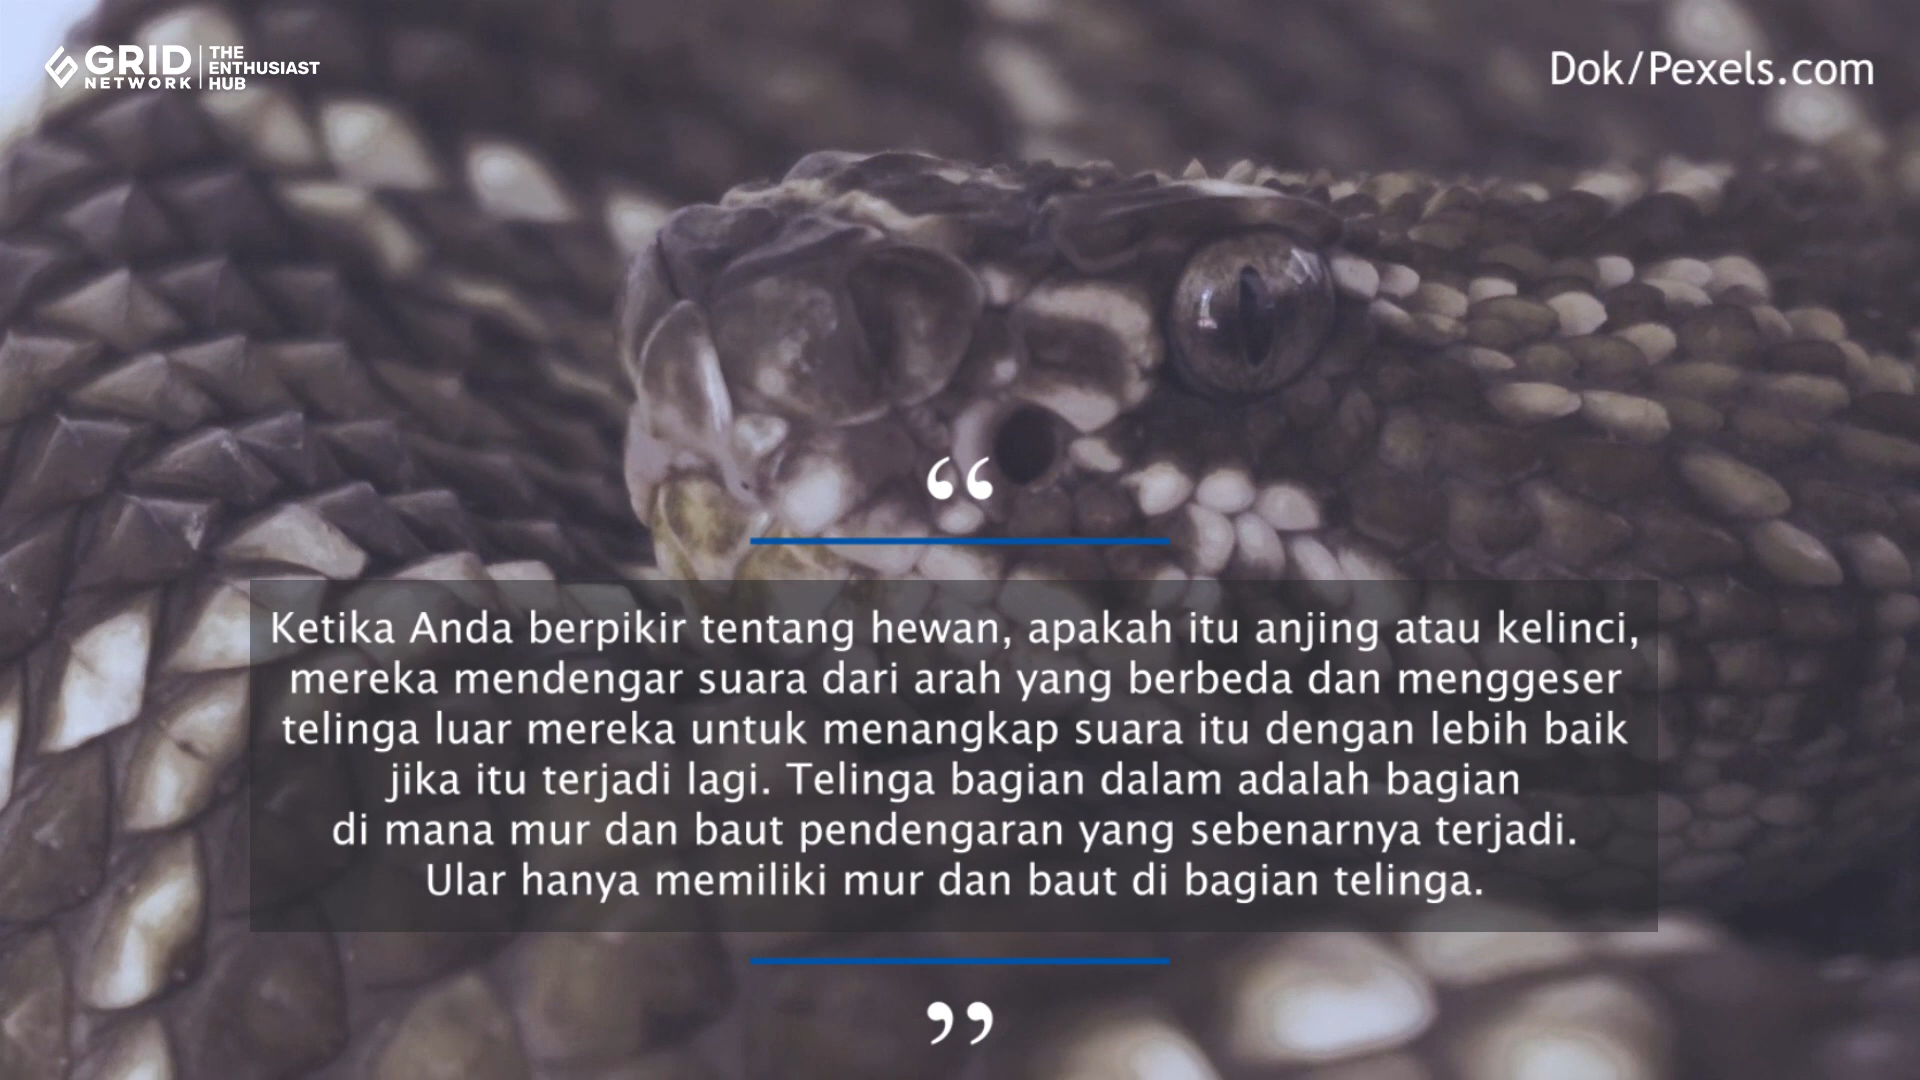 GRID NETWORK
THE ENTHUSIAST HUB
Dok/Pexels.com
“
Ketika Anda berpikir tentang hewan, apakah itu anjing atau kelinci,
mereka mendengar suara dari arah yang berbeda dan menggeser
telinga luar mereka untuk menangkap suara itu dengan lebih baik
jika itu terjadi lagi. Telinga bagian dalam adalah bagian
di mana mur dan baut pendengaran yang sebenarnya terjadi.
Ular hanya memiliki mur dan baut di bagian telinga.
”